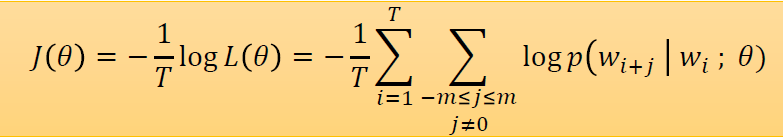 J(θ) = −1/T log L(θ) = −1/T ∑_{i=1}^{T} ∑_{−m≤j≤m, j≠0} log p(w_{i+j} | w_i ; θ)